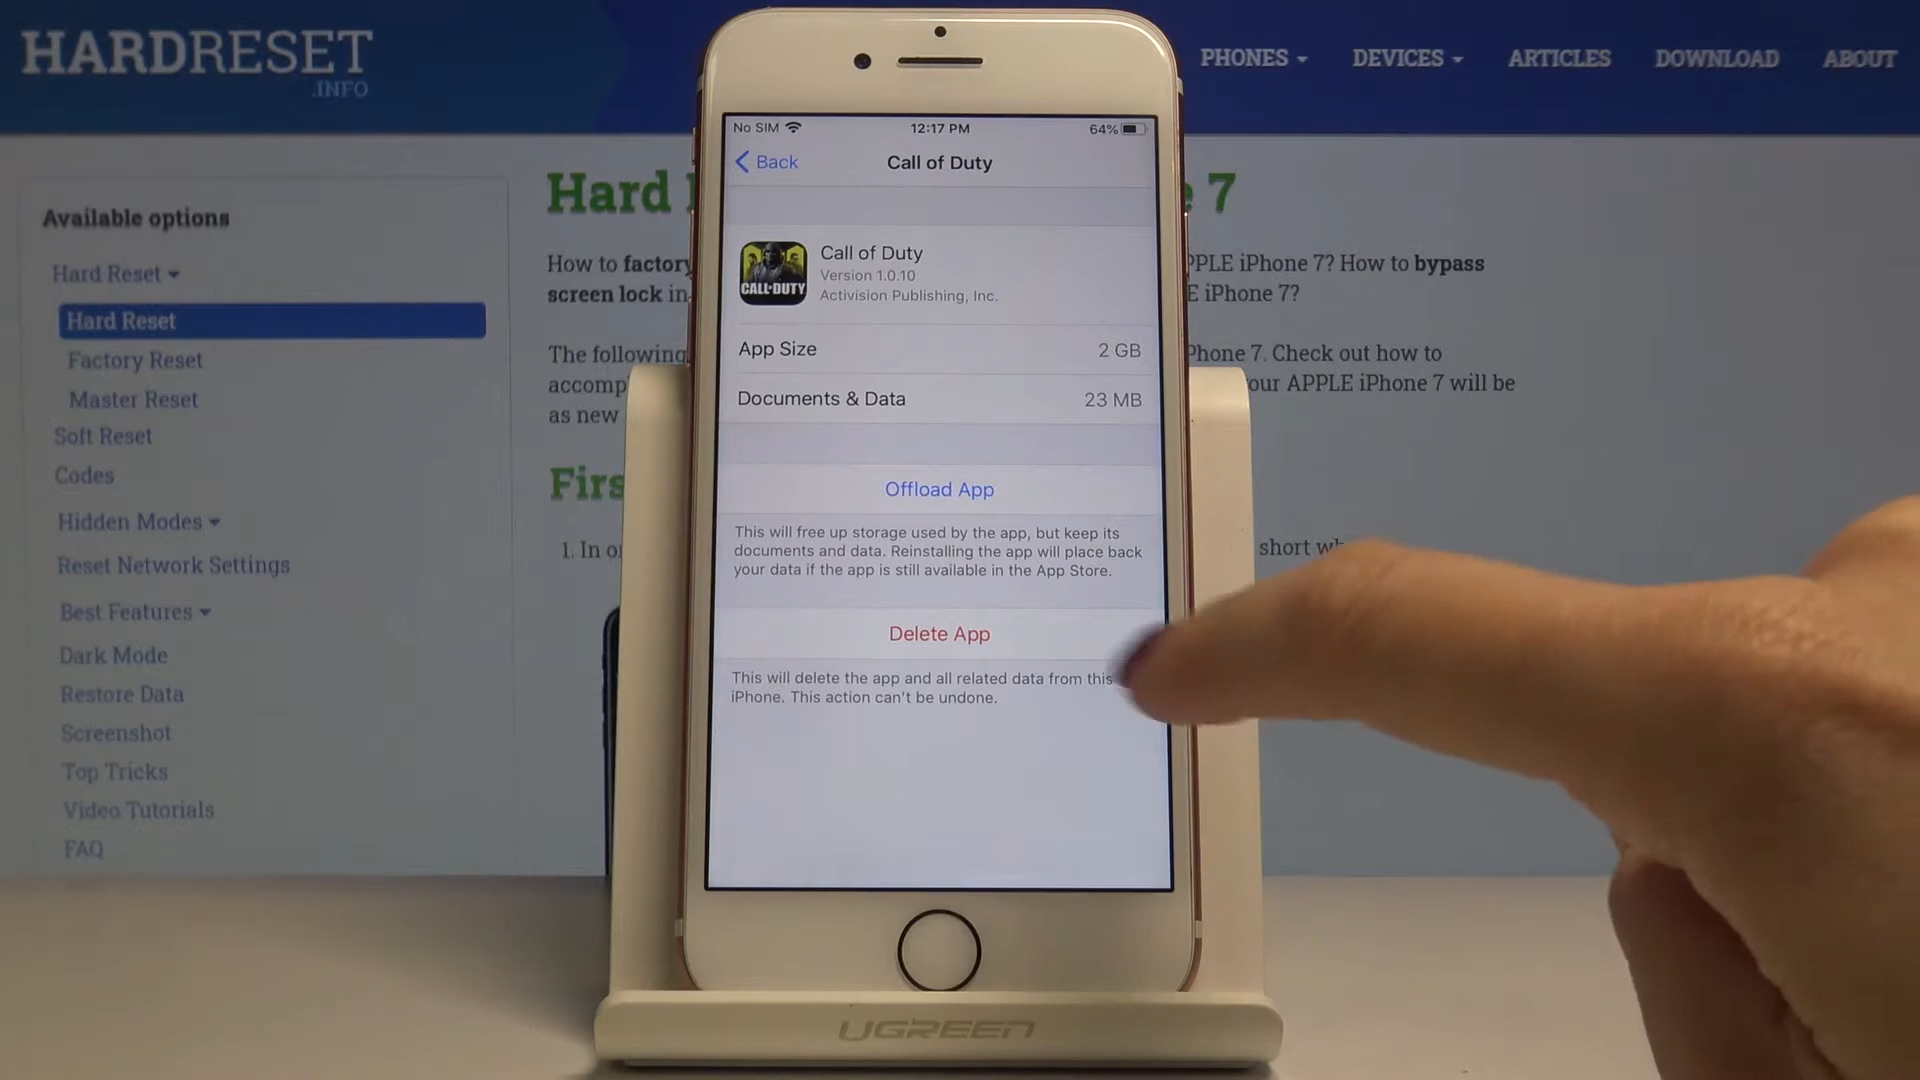 HARDRESET
.INFO
PHONES
DEVICES
ARTICLES
DOWNLOAD
ABOUT
Available options
Hard Reset
Hard Reset
Factory Reset
Master Reset
Soft Reset
Codes
Hidden Modes
Reset Network Settings
Best Features
Dark Mode
Restore Data
Screenshot
Top Tricks
Video Tutorials
FAQ
Hard 7
How to factory PPLE iPhone 7? How to bypass
screen lock in E iPhone 7?
The following Phone 7. Check out how to
accomp our APPLE iPhone 7 will be
as new
Firs
1. In short
No SIM 12:17 PM 64%
Back Call of Duty
CALL OF DUTY
Call of Duty
Version 1.0.10
Activision Publishing, Inc.
App Size 2 GB
Documents & Data 23 MB
Offload App
This will free up storage used by the app, but keep its
documents and data. Reinstalling the app will place back
your data if the app is still available in the App Store.
Delete App
This will delete the app and all related data from this
iPhone. This action can't be undone.
UGREEN